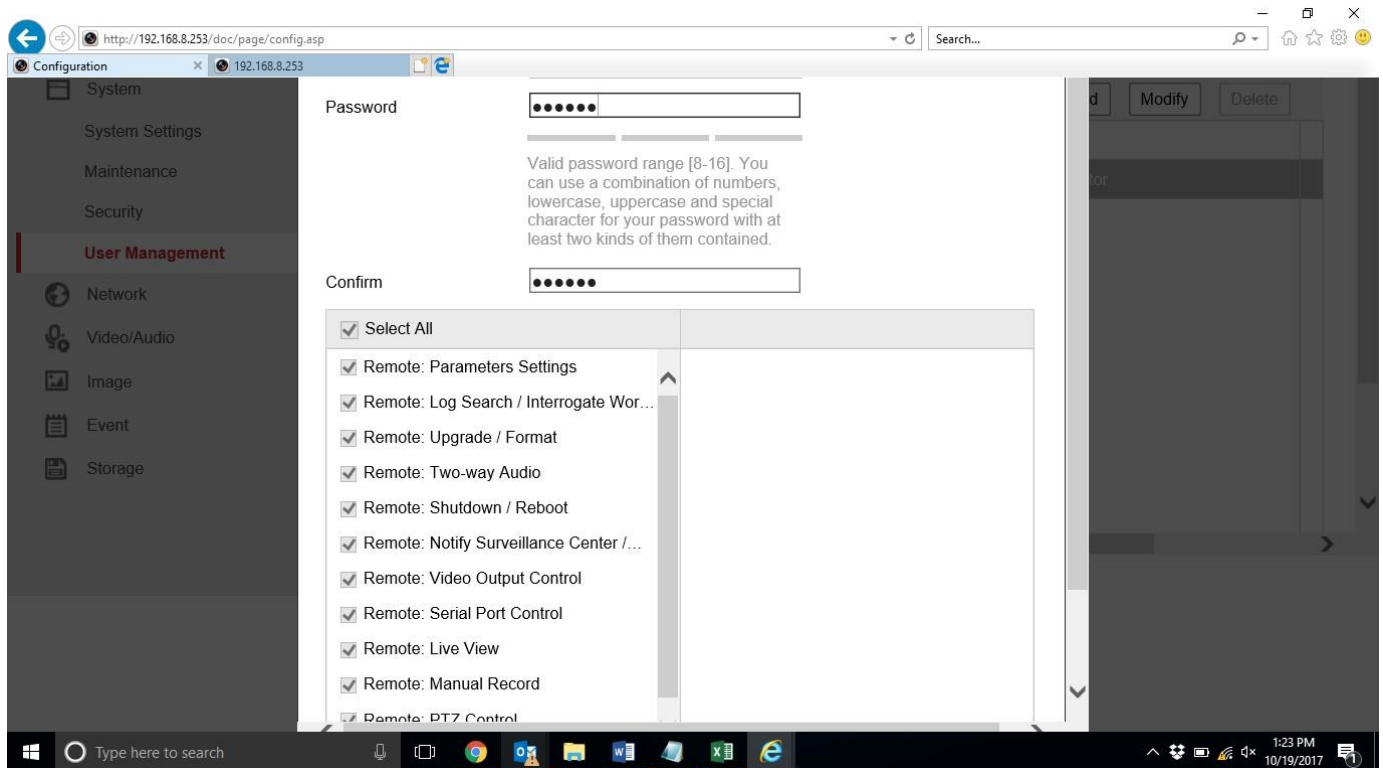 http://192.168.8.253/doc/page/config.asp
Search...
Configuration
192.168.8.253
System
System Settings
Maintenance
Security
User Management
Network
Video/Audio
Image
Event
Storage
Password
Valid password range [8-16]. You
can use a combination of numbers,
lowercase, uppercase and special
character for your password with at
least two kinds of them contained.
Confirm
Select All
Remote: Parameters Settings
Remote: Log Search / Interrogate Wor...
Remote: Upgrade / Format
Remote: Two-way Audio
Remote: Shutdown / Reboot
Remote: Notify Surveillance Center /...
Remote: Video Output Control
Remote: Serial Port Control
Remote: Live View
Remote: Manual Record
Remote: PTZ Control
d
Modify
Delete
tor
Type here to search
1:23 PM
10/19/2017